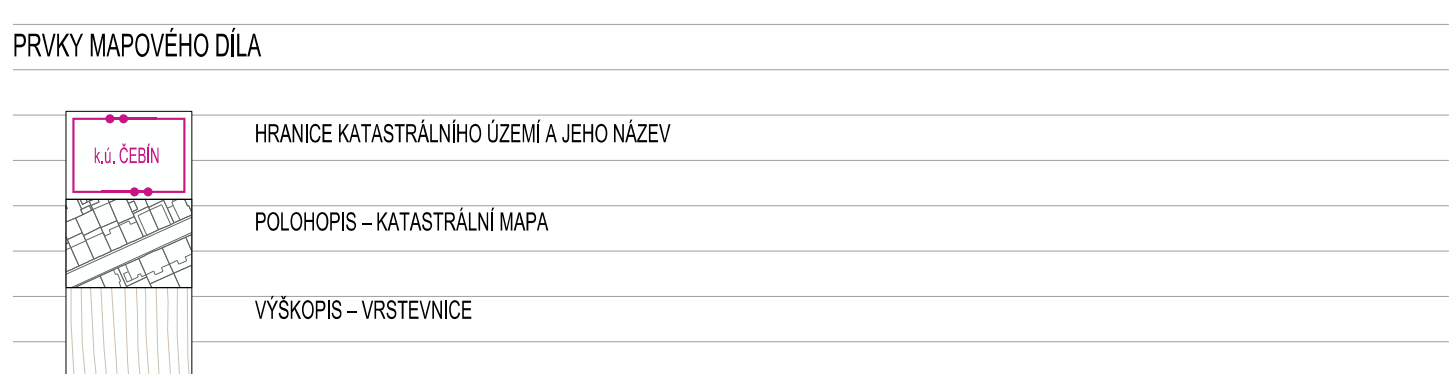 PRVKY MAPOVÉHO DÍLA
k.ú. ČEBÍN
HRANICE KATASTRÁLNÍHO ÚZEMÍ A JEHO NÁZEV
POLOHOPIS – KATASTRÁLNÍ MAPA
VÝŠKOPIS – VRSTEVNICE